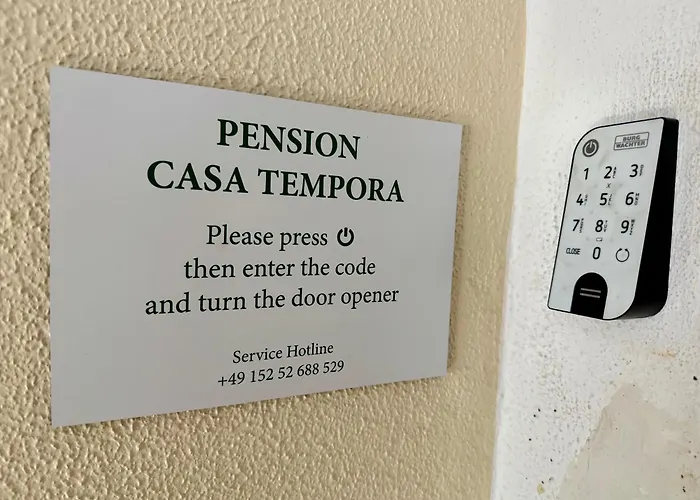 PENSION
CASA TEMPORA
Please press ⏻
then enter the code
and turn the door opener
Service Hotline
+49 152 52 688 529
BURG
WÄCHTER
1 2 3
4 5 6
7 8 9
CLOSE 0